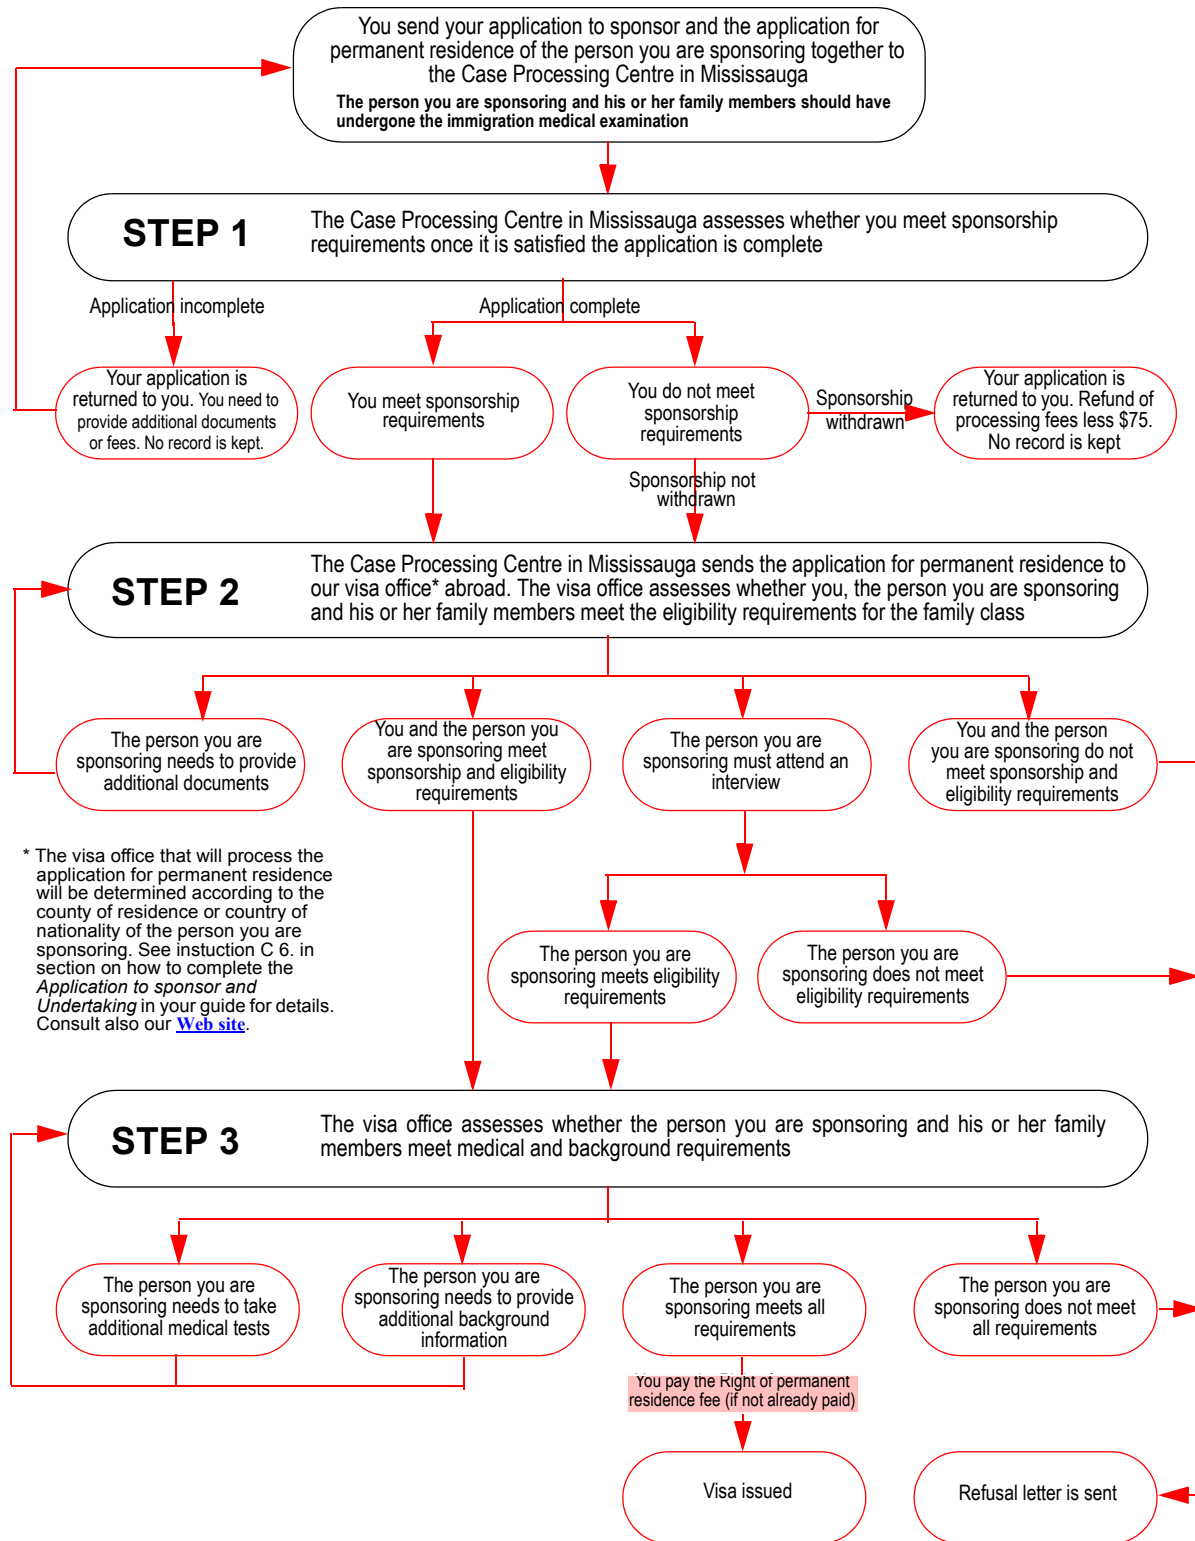 You send your application to sponsor and the application for
permanent residence of the person you are sponsoring together to
the Case Processing Centre in Mississauga
The person you are sponsoring and his or her family members should have
undergone the immigration medical examination
STEP 1
The Case Processing Centre in Mississauga assesses whether you meet sponsorship
requirements once it is satisfied the application is complete
Application incomplete
Application complete
Your application is
returned to you. You need to
provide additional documents
or fees. No record is kept.
You meet sponsorship
requirements
You do not meet
sponsorship
requirements
Sponsorship
withdrawn
Your application is
returned to you. Refund of
processing fees less $75.
No record is kept
Sponsorship not
withdrawn
STEP 2
The Case Processing Centre in Mississauga sends the application for permanent residence to
our visa office* abroad. The visa office assesses whether you, the person you are sponsoring
and his or her family members meet the eligibility requirements for the family class
The person you are
sponsoring needs to provide
additional documents
You and the person you
are sponsoring meet
sponsorship and eligibility
requirements
The person you are
sponsoring must attend an
interview
You and the person
you are sponsoring do not
meet sponsorship and
eligibility requirements
* The visa office that will process the
application for permanent residence
will be determined according to the
county of residence or country of
nationality of the person you are
sponsoring. See instuction C 6. in
section on how to complete the
Application to sponsor and
Undertaking in your guide for details.
Consult also our Web site.
The person you are
sponsoring meets eligibility
requirements
The person you are
sponsoring does not meet
eligibility requirements
STEP 3
The visa office assesses whether the person you are sponsoring and his or her family
members meet medical and background requirements
The person you are
sponsoring needs to take
additional medical tests
The person you are
sponsoring needs to provide
additional background
information
The person you are
sponsoring meets all
requirements
The person you are
sponsoring does not meet
all requirements
You pay the Right of permanent
residence fee (if not already paid)
Visa issued
Refusal letter is sent